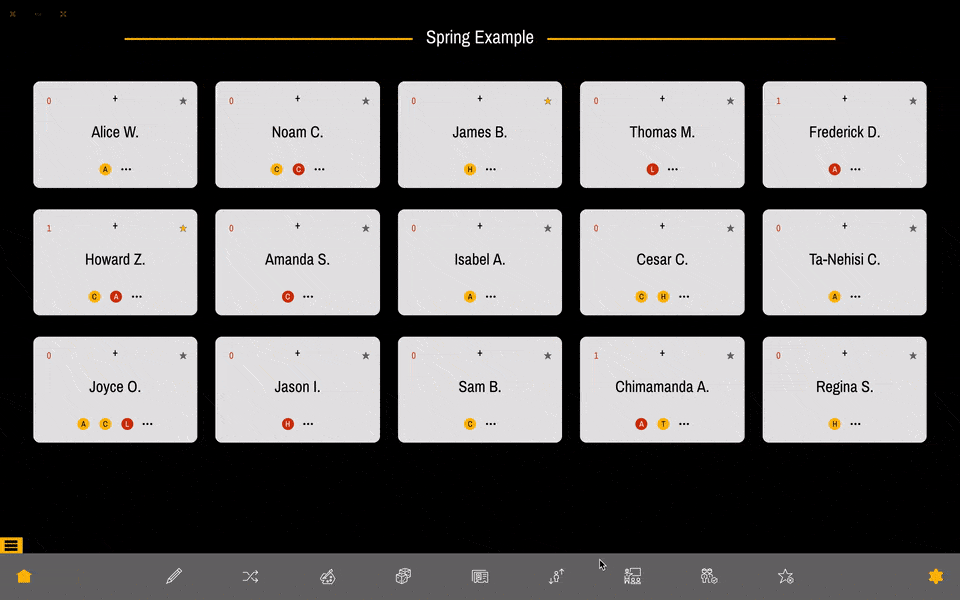 Spring Example
0 + 0 + 0 + 0 + 1 +
Alice W. Noam C. James B. Thomas M. Frederick D.
A ••• C C ••• H ••• L ••• A •••
1 + 0 + 0 + 0 + 0 +
Howard Z. Amanda S. Isabel A. Cesar C. Ta-Nehisi C.
C A ••• C ••• A ••• C H ••• A •••
0 + 0 + 0 + 1 + 0 +
Joyce O. Jason I. Sam B. Chimamanda A. Regina S.
A C L ••• H ••• C ••• A T ••• H •••